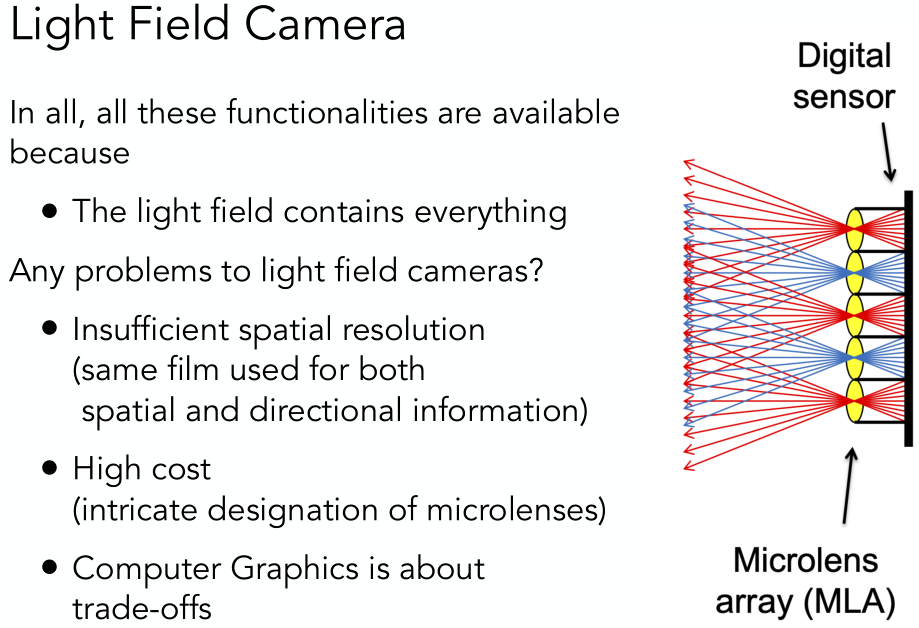 Light Field Camera
In all, all these functionalities are available
because
• The light field contains everything
Any problems to light field cameras?
• Insufficient spatial resolution
(same film used for both
spatial and directional information)
• High cost
(intricate designation of microlenses)
• Computer Graphics is about
trade-offs
Digital
sensor
Microlens
array (MLA)